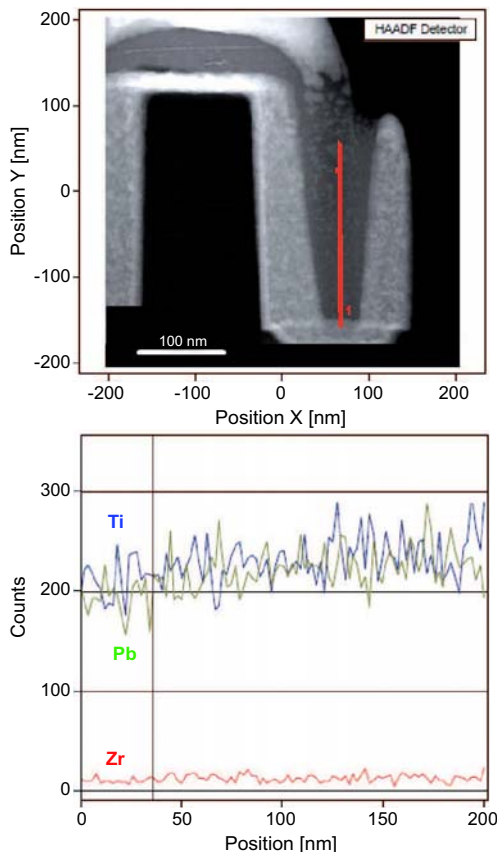 HAADF Detector
Position Y [nm]
200
100
0
-100
-200
1
100 nm
-200 -100 0 100 200
Position X [nm]
Counts
300
200
100
0
Ti
Pb
Zr
0 50 100 150 200
Position [nm]